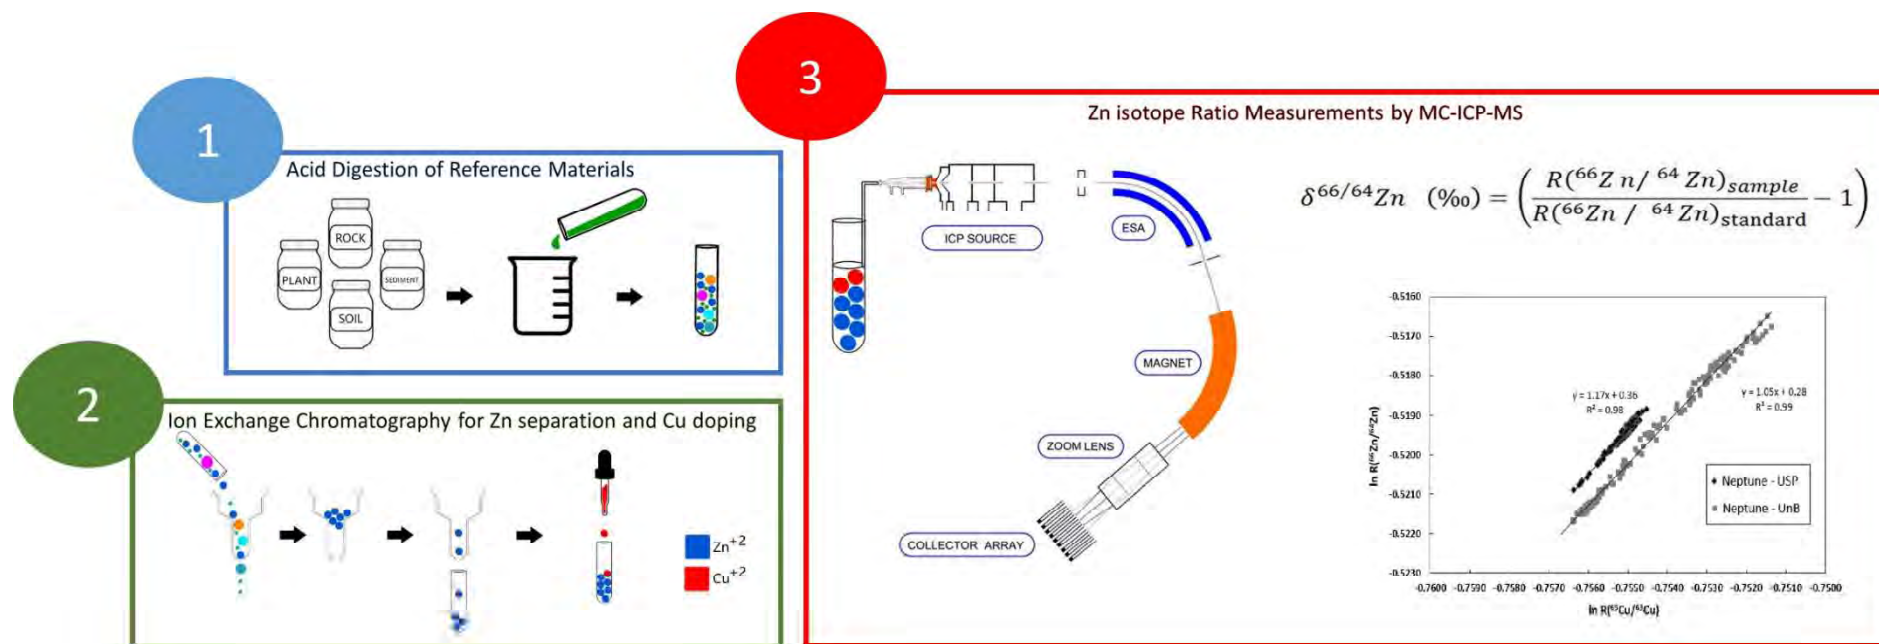 1
Acid Digestion of Reference Materials
ROCK
PLANT
SEDIMENT
SOIL
2
Ion Exchange Chromatography for Zn separation and Cu doping
Zn⁺²
Cu⁺²
3
Zn isotope Ratio Measurements by MC-ICP-MS
ICP SOURCE
ESA
MAGNET
ZOOM LENS
COLLECTOR ARRAY
δ⁶⁶/⁶⁴Zn (‰) = (R(⁶⁶Z n/ ⁶⁴ Zn)sample / R(⁶⁶Zn / ⁶⁴Zn)standard − 1)
-0.5160
-0.5170
-0.5180
-0.5190
-0.5200
-0.5210
-0.5220
-0.5230
ln R(⁶⁶Zn/⁶⁴Zn)
y = 1.17x + 0.36
R² = 0.98
y = 1.05x + 0.28
R² = 0.99
Neptune - USP
Neptune - UnB
-0.7600 -0.7590 -0.7580 -0.7570 -0.7560 -0.7550 -0.7540 -0.7530 -0.7520 -0.7510 -0.7500
ln R(⁶⁵Cu/⁶³Cu)